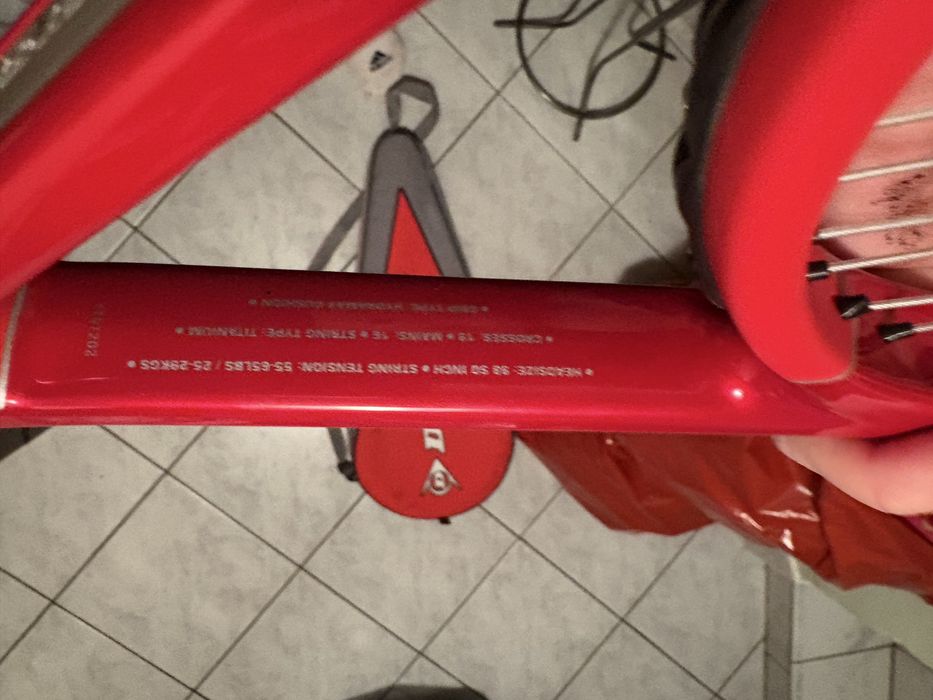 ● HEADSIZE: 98 SQ INCH ● STRING TENSION: 55-65LBS / 25-29KGS ●
● CROSSES: 19 ● MAINS: 16 ● STRING TYPE: TITANIUM ●
● GRIP TYPE: HYDRAMAX CUSHION ●